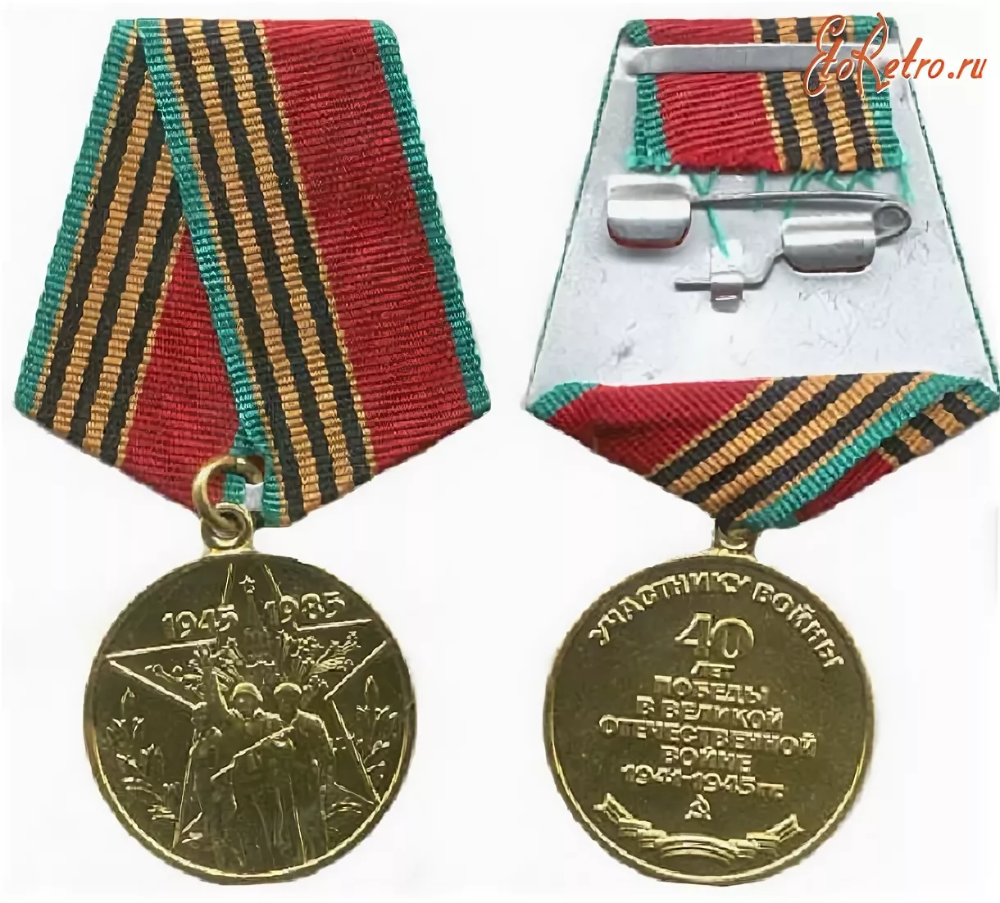 EtoRetro.ru
1945 1985
УЧАСТНИКУ ВОЙНЫ
40
ЛЕТ
ПОБЕДЫ
В ВЕЛИКОЙ
ОТЕЧЕСТВЕННОЙ
ВОЙНЕ
1941-1945 гг.